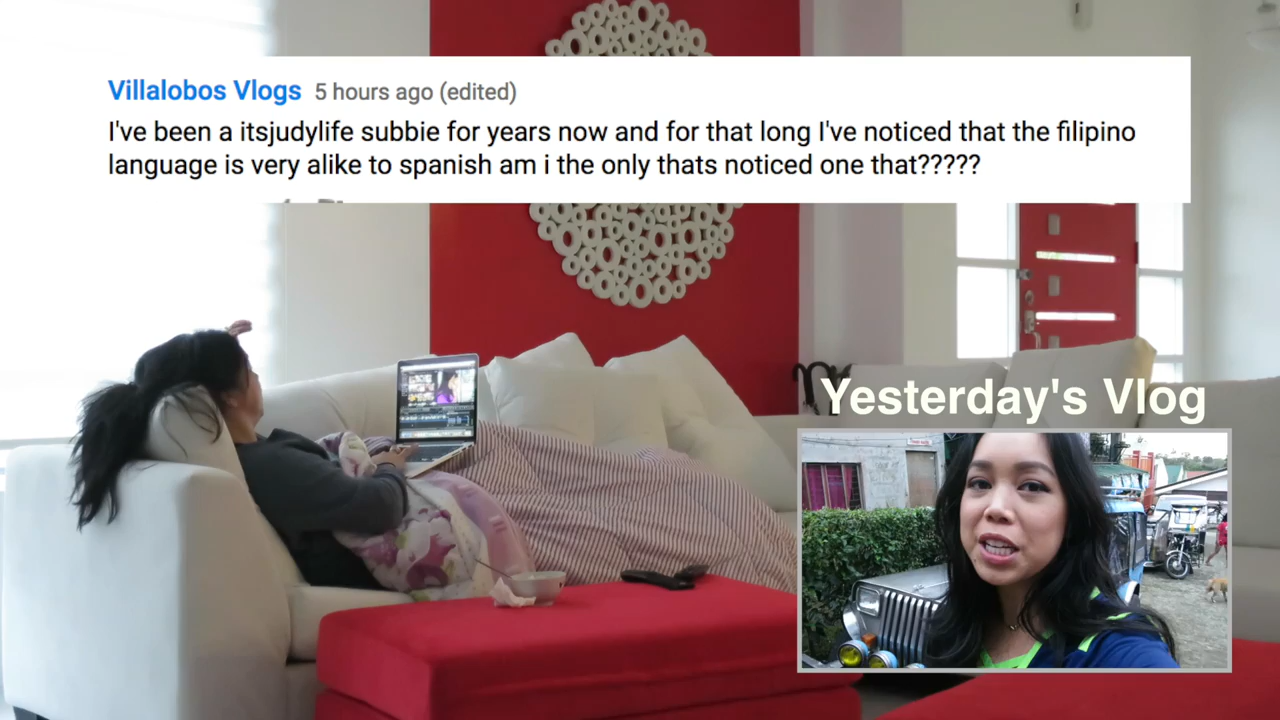 Villalobos Vlogs 5 hours ago (edited)
I've been a itsjudylife subbie for years now and for that long I've noticed that the filipino
language is very alike to spanish am i the only thats noticed one that?????
Yesterday's Vlog